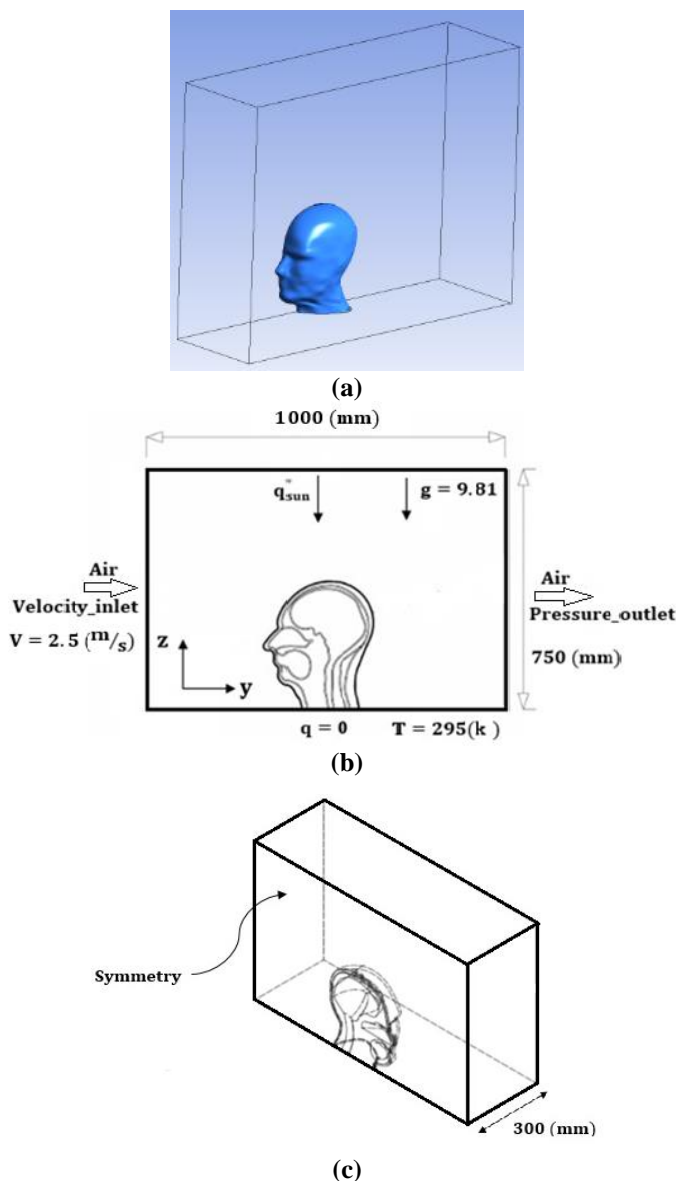 (a)
1000 (mm)
q"sun
g = 9.81
Air
Velocity_inlet
V = 2.5 (m/s)
z
y
Air
Pressure_outlet
750 (mm)
q = 0
T = 295(k )
(b)
Symmetry
300 (mm)
(c)